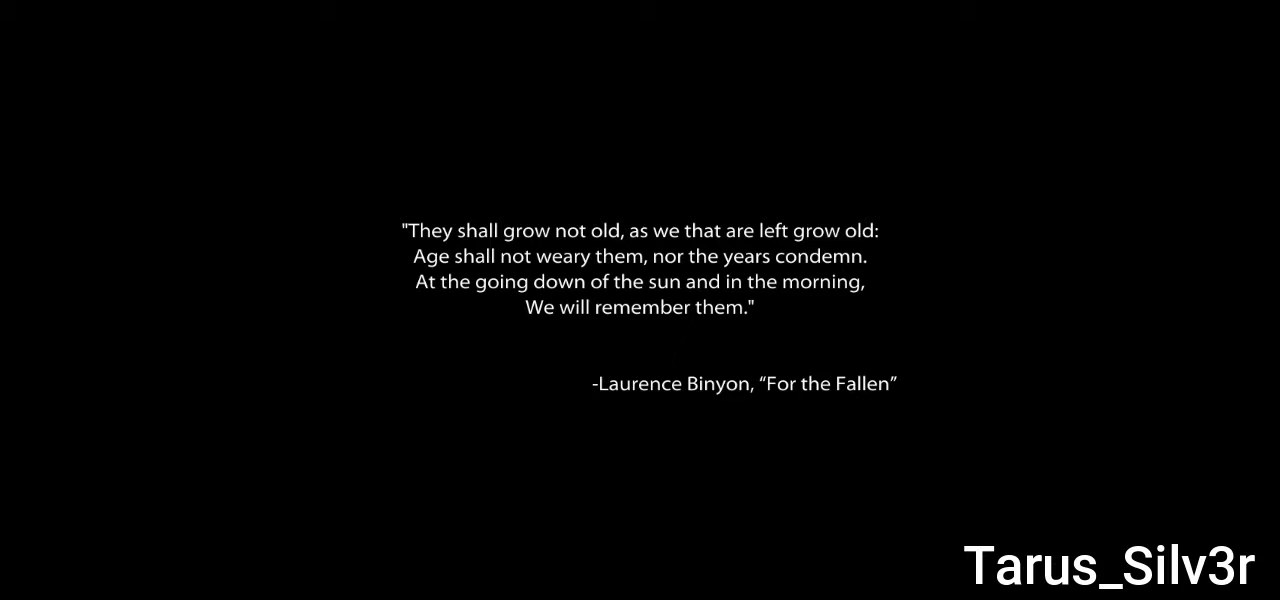 "They shall grow not old, as we that are left grow old:
Age shall not weary them, nor the years condemn.
At the going down of the sun and in the morning,
We will remember them."
-Laurence Binyon, “For the Fallen”
Tarus_Silv3r